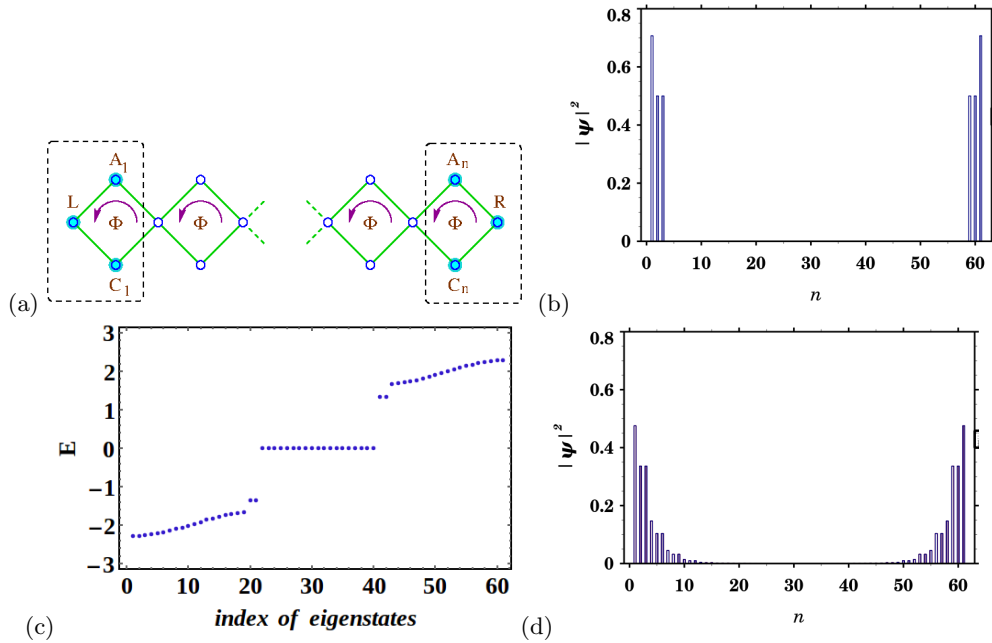 A1 An
L Φ Φ Φ Φ R
C1 Cn
(a)
0.8
0.6
0.4
0.2
0
|ψ|2
0 10 20 30 40 50 60
n
(b)
3
2
1
0
−1
−2
−3
E
0 10 20 30 40 50 60
index of eigenstates
(c)
0.8
0.6
0.4
0.2
0
|ψ|2
0 10 20 30 40 50 60
n
(d)